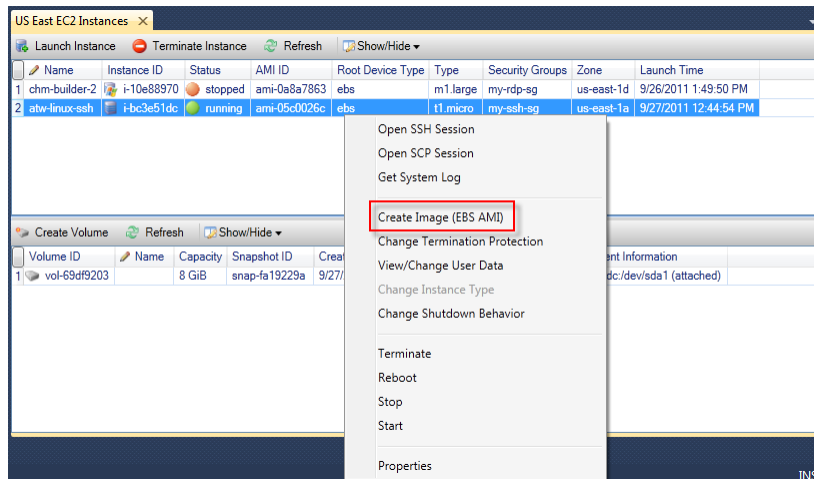 US East EC2 Instances
Launch Instance Terminate Instance Refresh Show/Hide
Name Instance ID Status AMI ID Root Device Type Type Security Groups Zone Launch Time
1 chm-builder-2 i-10e88970 stopped ami-0a8a7863 ebs m1.large my-rdp-sg us-east-1d 9/26/2011 1:49:50 PM
2 atw-linux-ssh i-bc3e51dc running ami-05c0026c ebs t1.micro my-ssh-sg us-east-1a 9/27/2011 12:44:54 PM
Open SSH Session
Open SCP Session
Get System Log
Create Image (EBS AMI)
Change Termination Protection
View/Change User Data
Change Instance Type
Change Shutdown Behavior
Terminate
Reboot
Stop
Start
Properties
Create Volume Refresh Show/Hide
Volume ID Name Capacity Snapshot ID Creat ent Information
1 vol-69df9203 8 GiB snap-fa19229a 9/27/ dc:/dev/sda1 (attached)